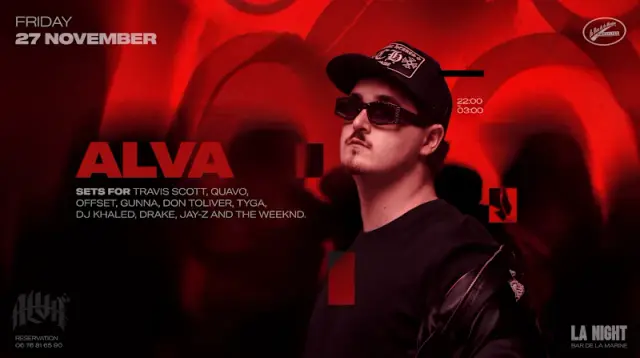 FRIDAY
27 NOVEMBER
22:00
03:00
ALVA
SETS FOR TRAVIS SCOTT, QUAVO,
OFFSET, GUNNA, DON TOLIVER, TYGA,
DJ KHALED, DRAKE, JAY-Z AND THE WEEKND.
ALVA
RESERVATION
06 78 81 65 90
LA NIGHT
BAR DE LA MARINE